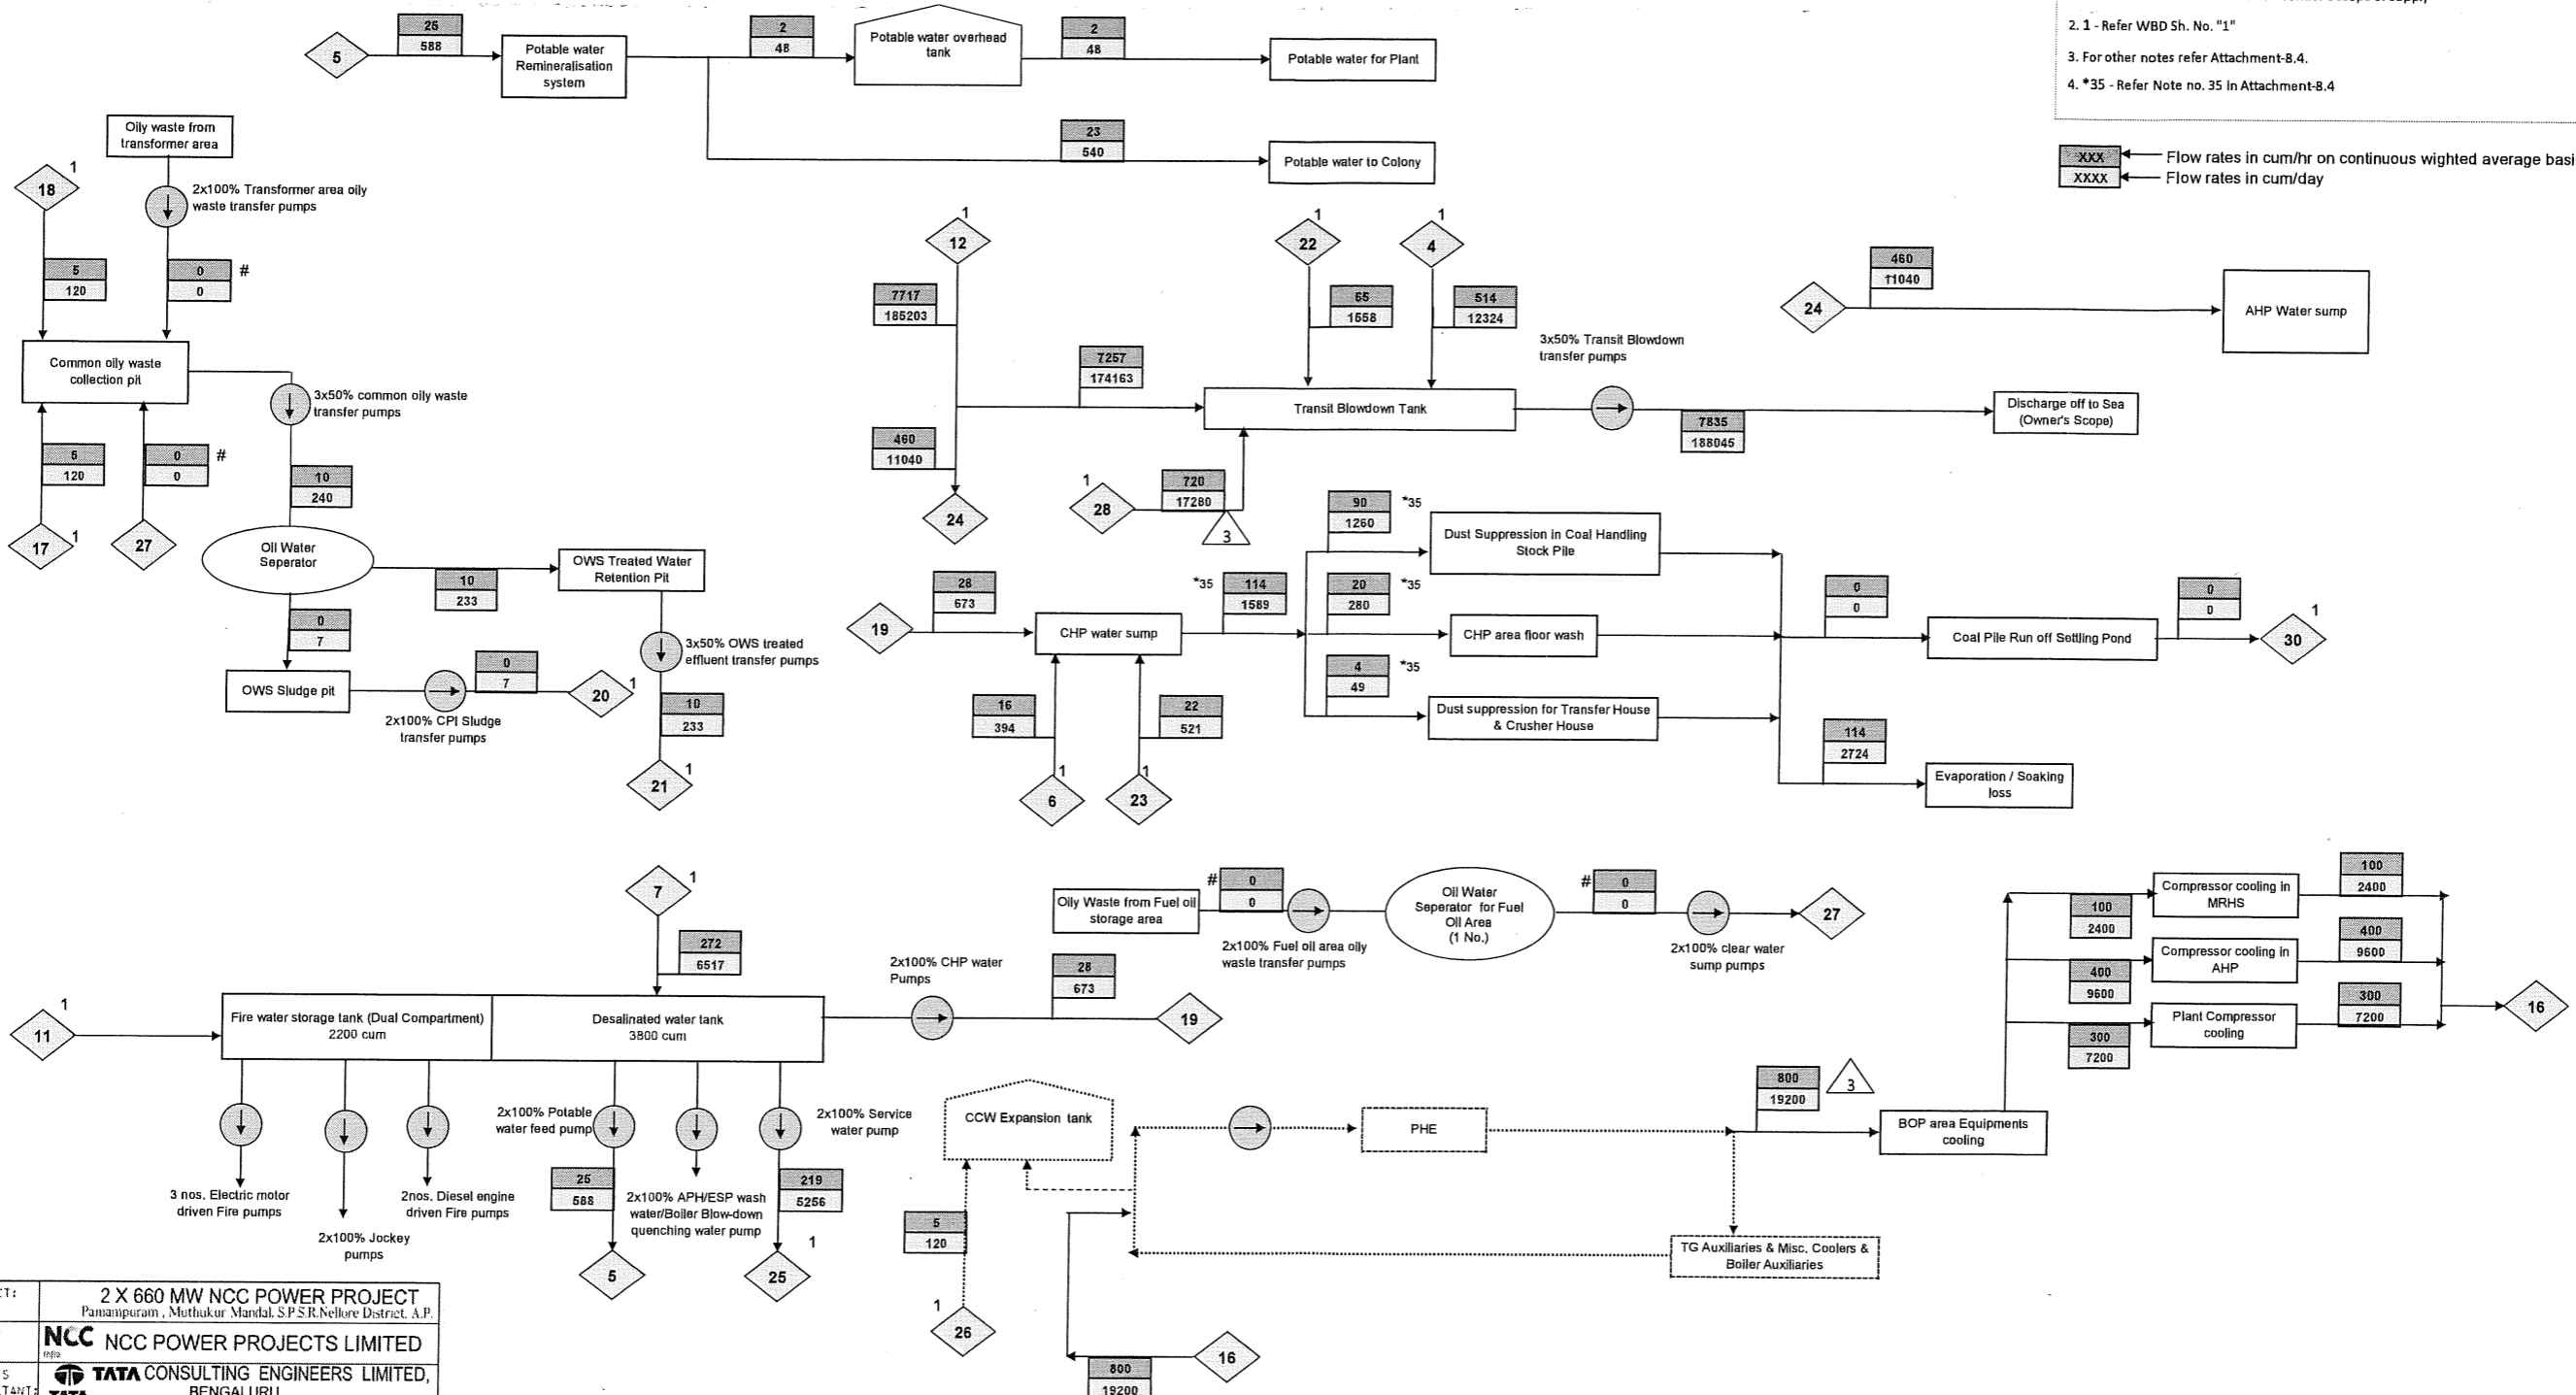 2. 1 - Refer WBD Sh. No. "1"
3. For other notes refer Attachment-8.4.
4. *35 - Refer Note no. 35 In Attachment-8.4
XXX
Flow rates in cum/hr on continuous wighted average basi
XXXX
Flow rates in cum/day
5
25
588
Potable water
Remineralisation
system
2
48
Potable water overhead
tank
2
48
Potable water for Plant
23
540
Potable water to Colony
Oily waste from
transformer area
18
1
2x100% Transformer area oily
waste transfer pumps
5
120
0
0
#
Common oily waste
collection pit
3x50% common oily waste
transfer pumps
5
120
0
0
#
10
240
17
1
27
Oil Water
Seperator
10
233
OWS Treated Water
Retention Pit
0
7
3x50% OWS treated
effluent transfer pumps
OWS Sludge pit
0
7
20
1
2x100% CPI Sludge
transfer pumps
10
233
21
1
12
1
22
1
4
1
7717
185203
65
1558
514
12324
7257
174163
3x50% Transit Blowdown
transfer pumps
Transit Blowdown Tank
7835
188045
Discharge off to Sea
(Owner's Scope)
460
11040
24
28
1
720
17280
3
24
460
11040
AHP Water sump
19
28
673
CHP water sump
*35
114
1589
16
394
22
521
6
1
23
1
90
1260
*35
Dust Suppression in Coal Handling
Stock Pile
20
280
*35
CHP area floor wash
4
49
*35
Dust suppression for Transfer House
& Crusher House
0
0
Coal Pile Run off Settling Pond
0
0
30
1
114
2724
Evaporation / Soaking
loss
7
1
272
6517
11
1
Fire water storage tank (Dual Compartment)
2200 cum
Desalinated water tank
3800 cum
2x100% CHP water
Pumps
28
673
19
3 nos. Electric motor
driven Fire pumps
2x100% Jockey
pumps
2nos. Diesel engine
driven Fire pumps
2x100% Potable
water feed pump
25
588
5
2x100% APH/ESP wash
water/Boiler Blow-down
quenching water pump
2x100% Service
water pump
219
5256
25
1
Oily Waste from Fuel oil
storage area
#
0
0
2x100% Fuel oil area oily
waste transfer pumps
Oil Water
Seperator for Fuel
Oil Area
(1 No.)
#
0
0
2x100% clear water
sump pumps
27
CCW Expansion tank
5
120
26
1
PHE
800
19200
3
BOP area Equipments
cooling
TG Auxiliaries & Misc. Coolers &
Boiler Auxiliaries
800
19200
16
100
2400
Compressor cooling in
MRHS
100
2400
400
9600
Compressor cooling in
AHP
400
9600
300
7200
Plant Compressor
cooling
300
7200
16
CT:
2 X 660 MW NCC POWER PROJECT
Pamanpuram , Muthukur Mandal. S.P.S.R.Nellore District. A.P.
NCC NCC POWER PROJECTS LIMITED
S
TATA CONSULTING ENGINEERS LIMITED,
TANT:
TATA
BENGALURU